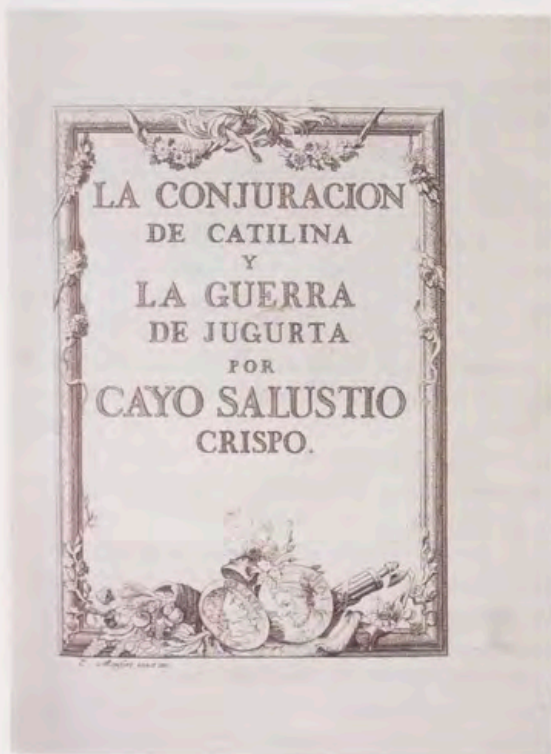 LA CONJURACION
DE CATILINA
Y
LA GUERRA
DE JUGURTA
POR
CAYO SALUSTIO
CRISPO.